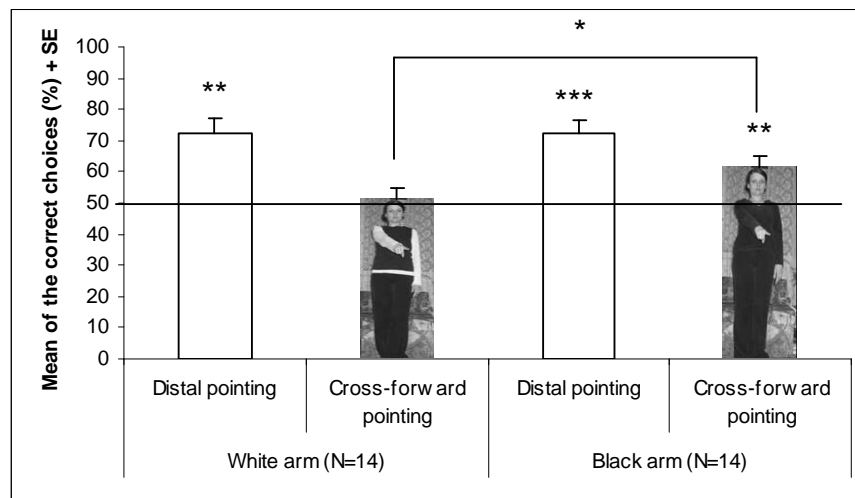 Mean of the correct choices (%) + SE
100
90
80
70
60
50
40
30
20
10
0
*
**
***
**
Distal pointing
Cross-forward
pointing
Distal pointing
Cross-forward
pointing
White arm (N=14)
Black arm (N=14)